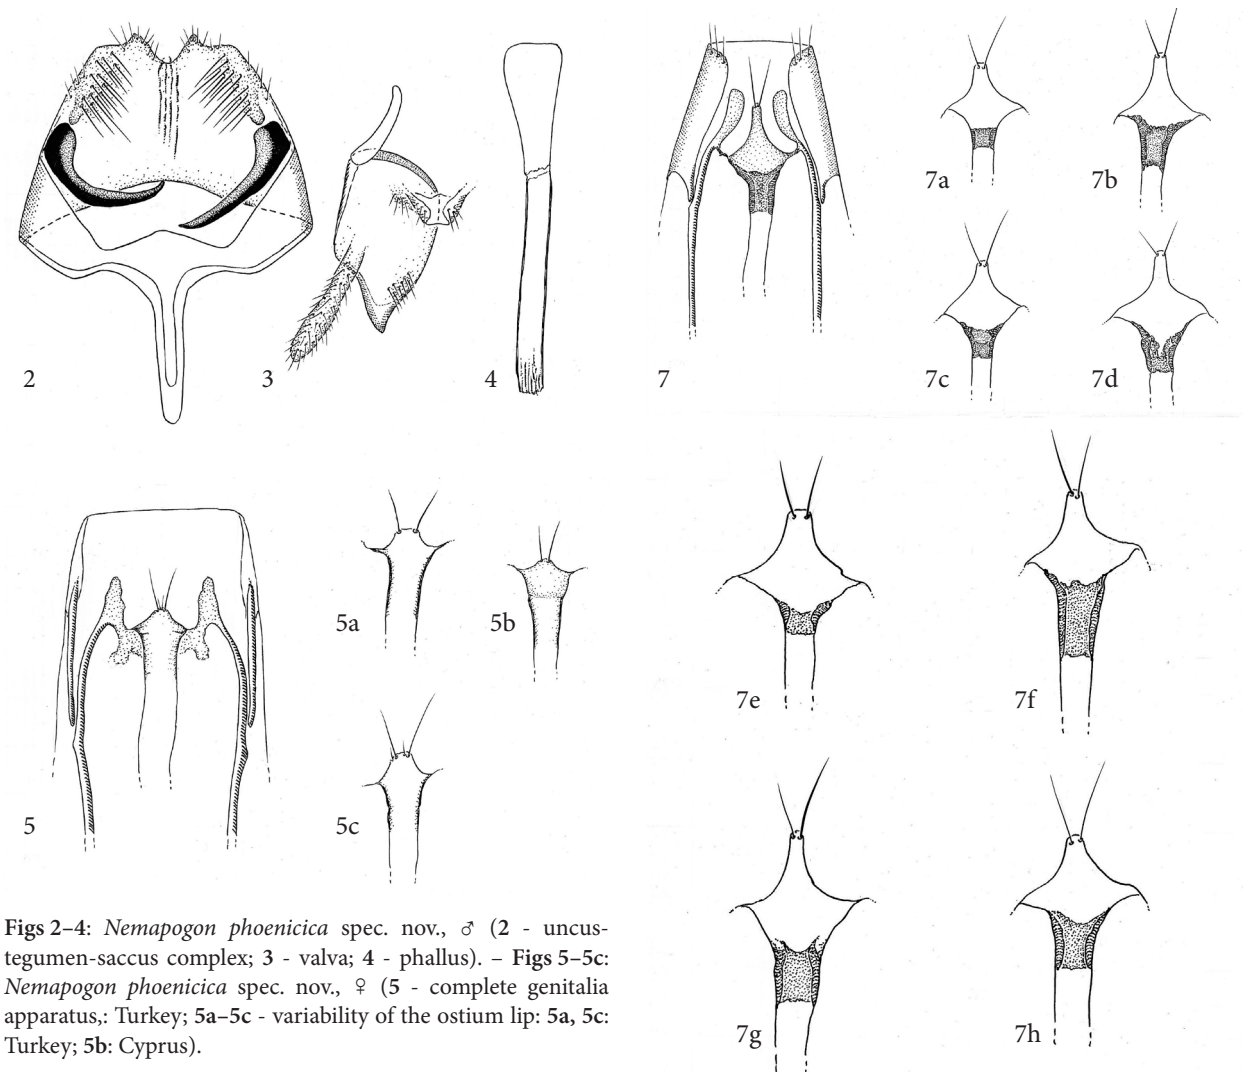 2
3
4
7
7a
7b
7c
7d
5
5a
5b
5c
7e
7f
7g
7h
Figs 2–4: Nemapogon phoenicica spec. nov., ♂ (2 - uncus-
tegumen-saccus complex; 3 - valva; 4 - phallus). – Figs 5–5c:
Nemapogon phoenicica spec. nov., ♀ (5 - complete genitalia
apparatus,: Turkey; 5a–5c - variability of the ostium lip: 5a, 5c:
Turkey; 5b: Cyprus).